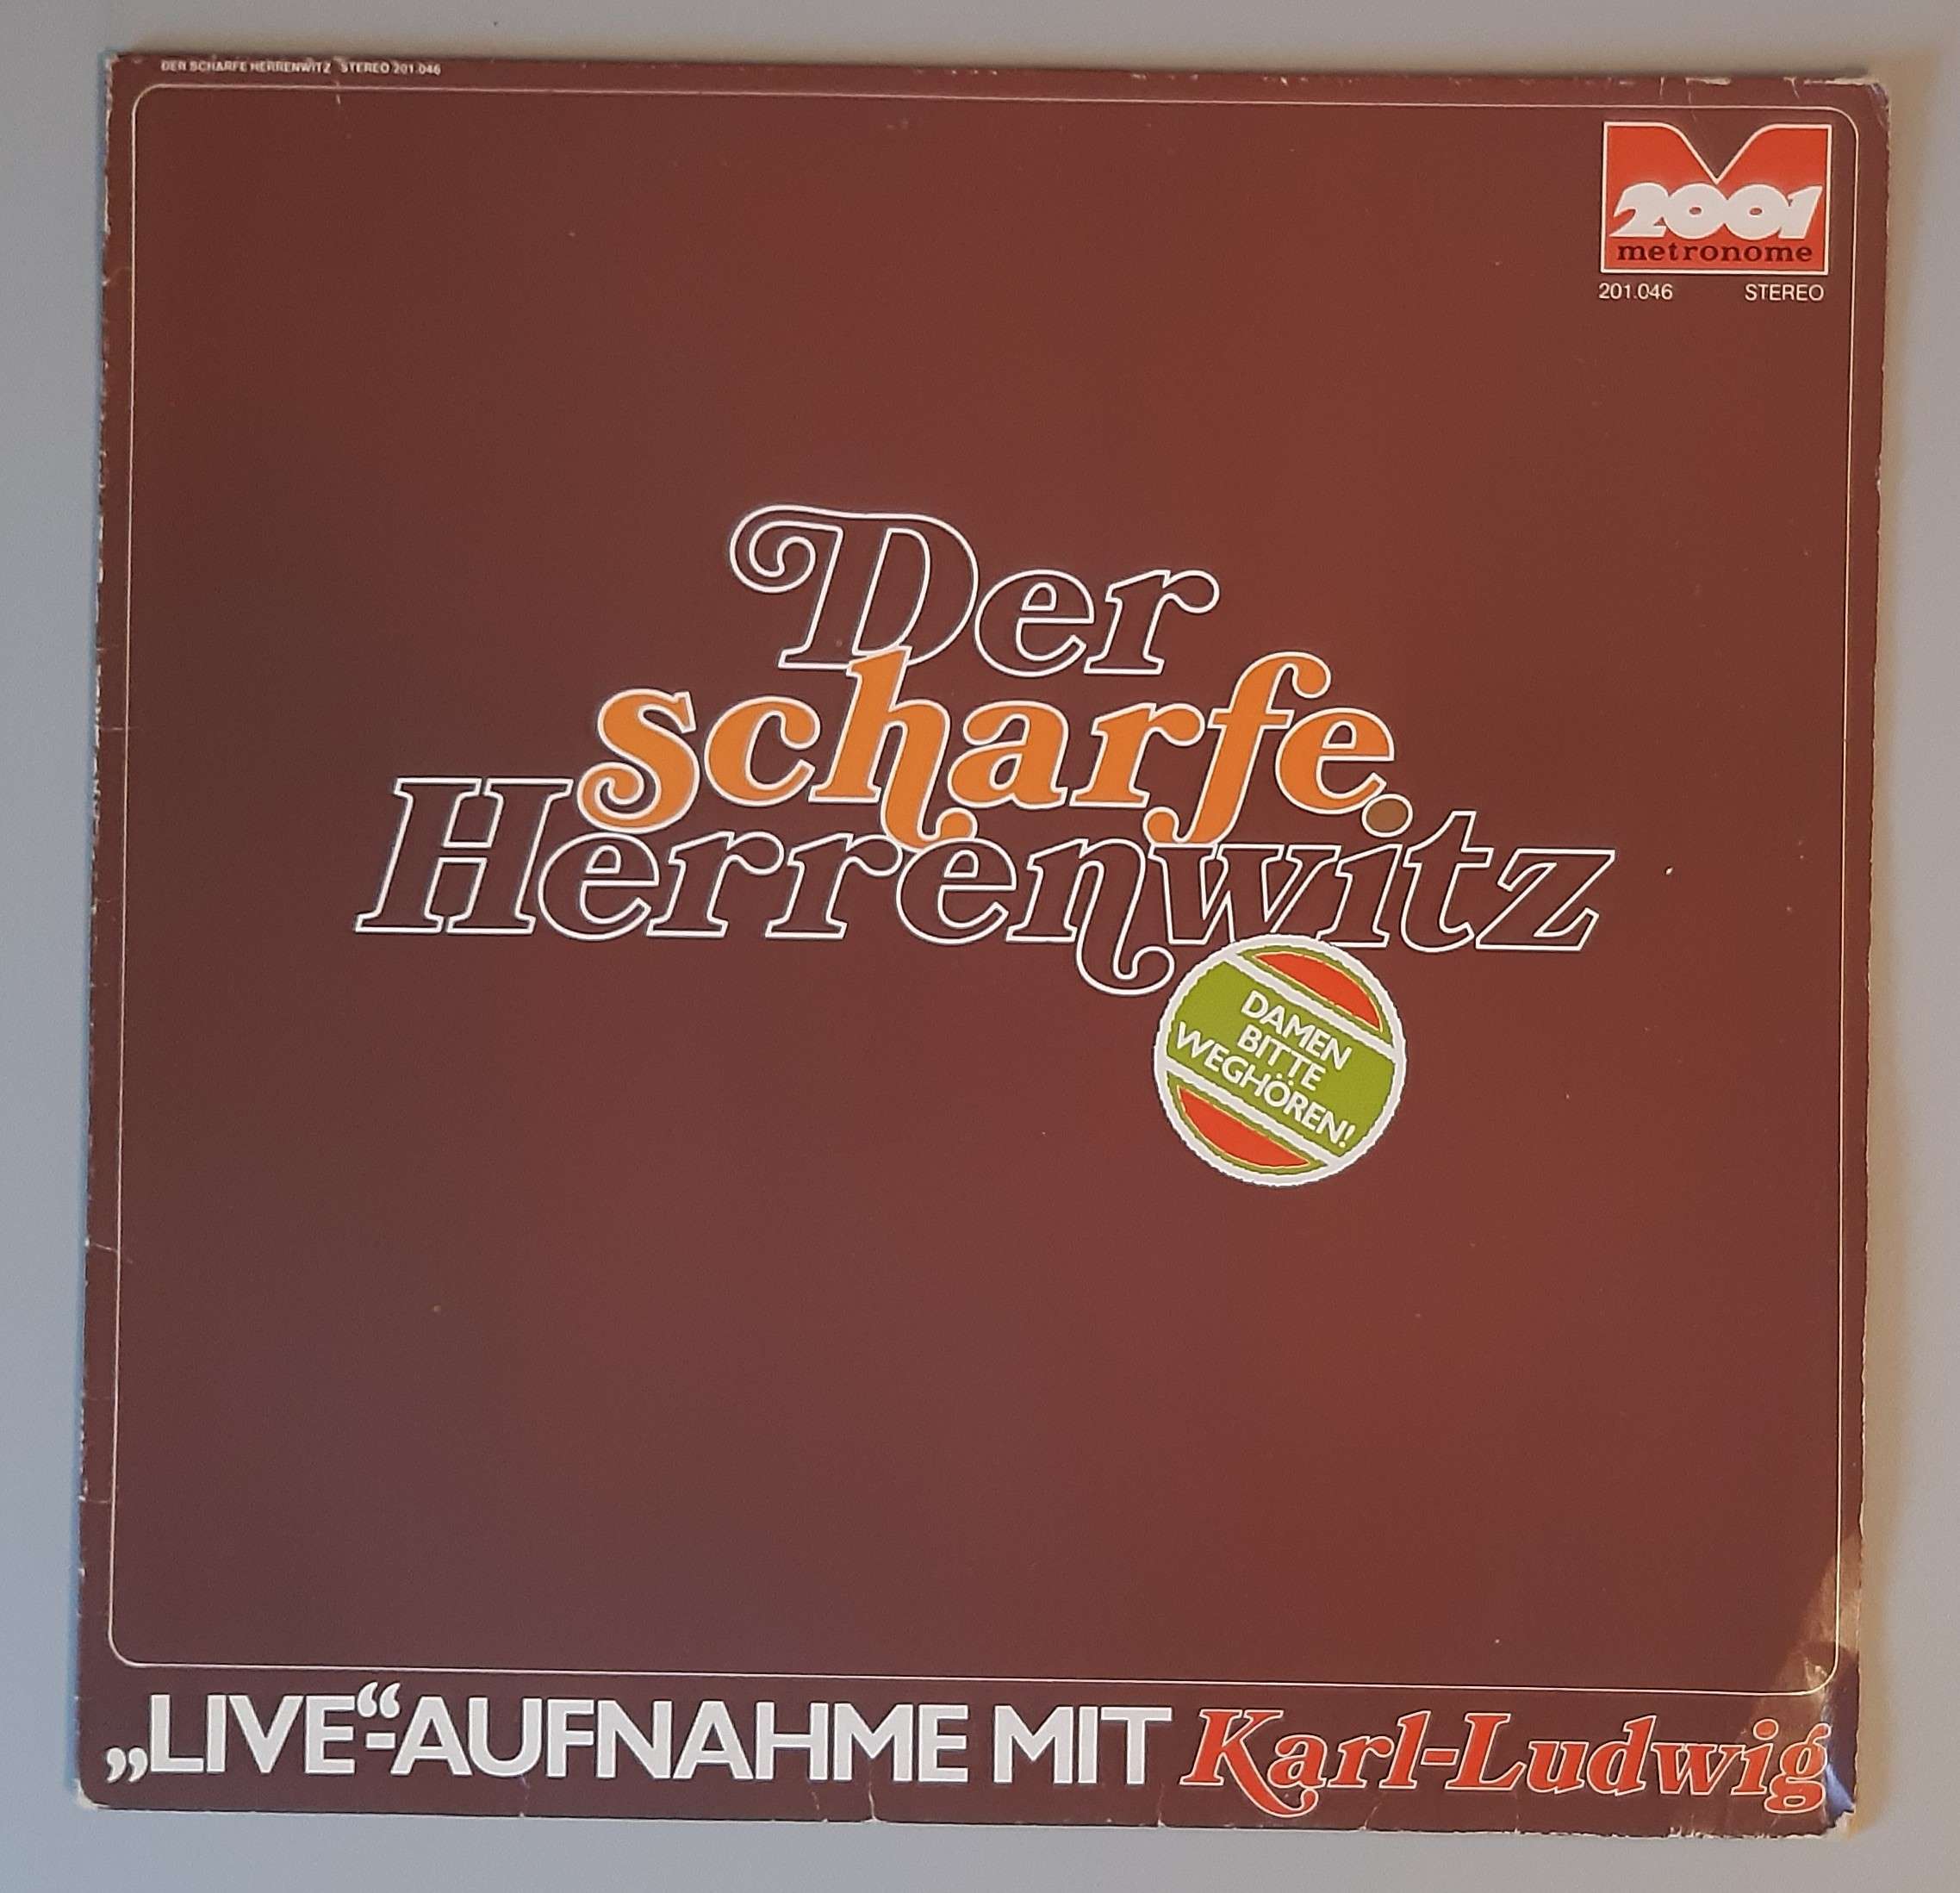 DER SCHARFE HERRENWITZ STEREO 201.046
2001
metronome
201.046 STEREO
Der
scharfe
Herrenwitz
DAMEN
BITTE
WEGHÖREN!
„LIVE“-AUFNAHME MIT Karl-Ludwig